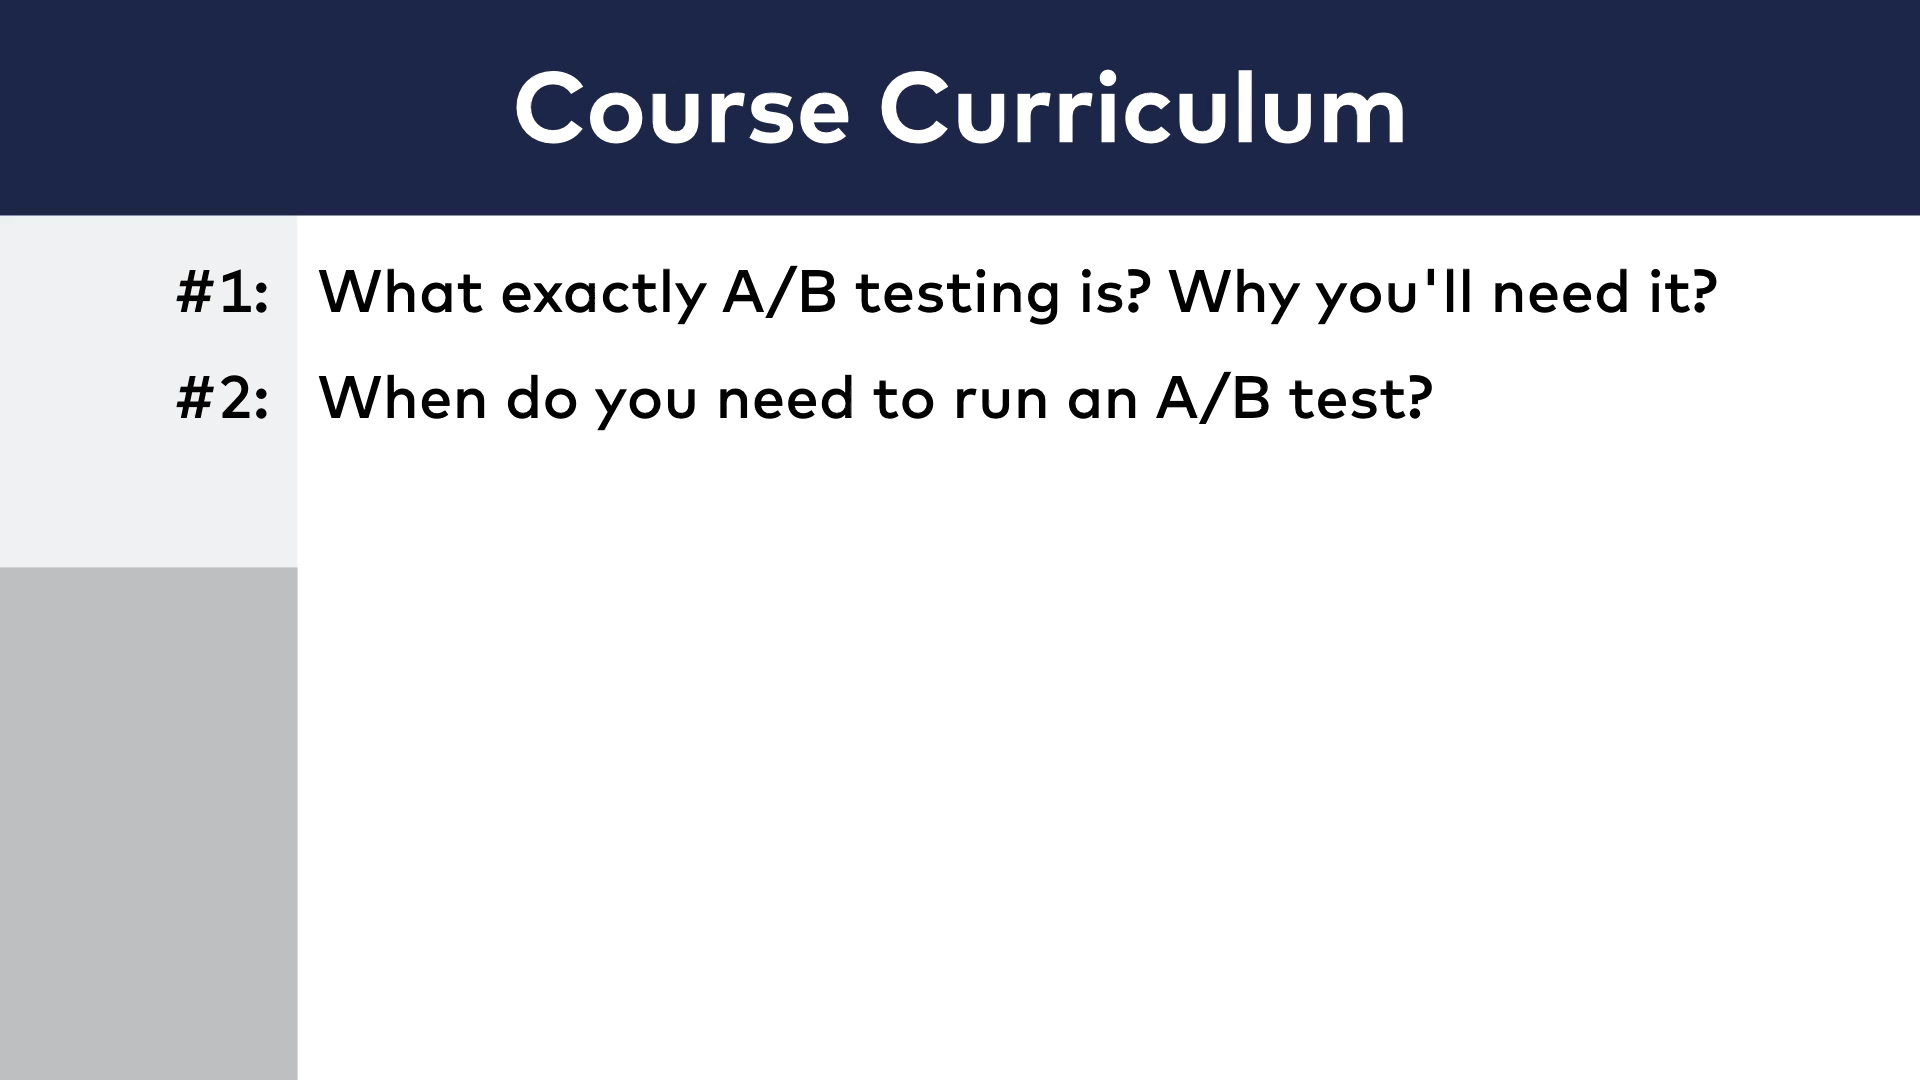 Course Curriculum
#1: What exactly A/B testing is? Why you'll need it?
#2: When do you need to run an A/B test?